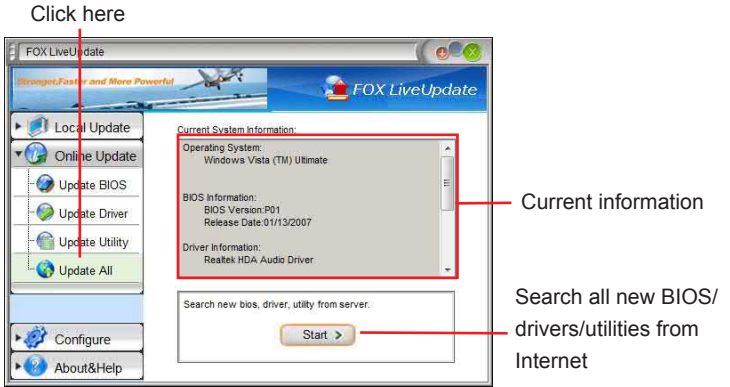 Click here
FOX LiveUpdate
Stronger,Faster and More Powerful
FOX LiveUpdate
Local Update
Online Update
Update BIOS
Update Driver
Update Utility
Update All
Configure
About&Help
Current System Information:
Operating System:
Windows Vista (TM) Ultimate
BIOS Information:
BIOS Version:P01
Release Date:01/13/2007
Driver Information:
Realtek HDA Audio Driver
Search new bios, driver, utility from server.
Start >
Current information
Search all new BIOS/
drivers/utilities from
Internet